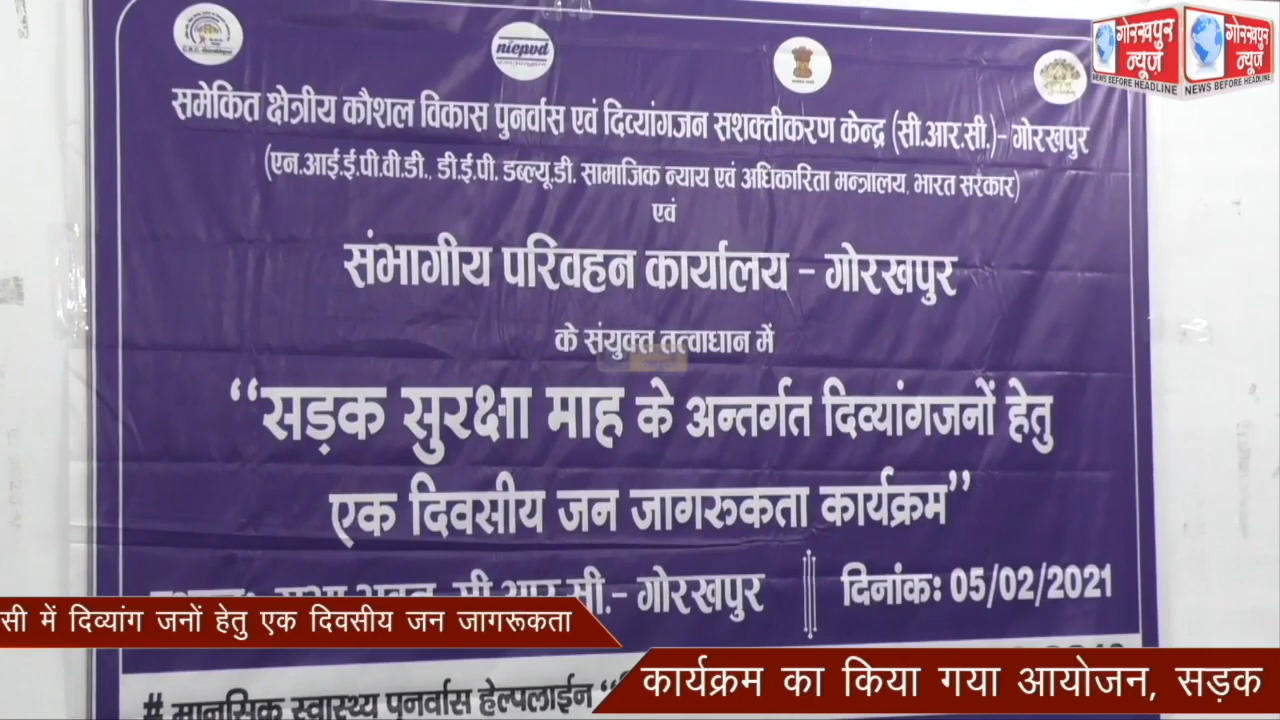 गोरखपुर न्यूज़ NEWS BEFORE HEADLINE
गोरखपुर न्यूज़ NEWS BEFORE HEADLINE
niepvd
समेकित क्षेत्रीय कौशल विकास पुनर्वास एवं दिव्यांगजन सशक्तीकरण केन्द्र (सी.आर.सी.)- गोरखपुर
(एन.आई.ई.पी.वी.डी., डी.ई.पी. डब्ल्यू.डी. सामाजिक न्याय एवं अधिकारिता मन्त्रालय, भारत सरकार)
एवं
संभागीय परिवहन कार्यालय - गोरखपुर
के संयुक्त तत्वाधान में
“सड़क सुरक्षा माह के अन्तर्गत दिव्यांगजनों हेतु
एक दिवसीय जन जागरुकता कार्यक्रम”
सी.- गोरखपुर
दिनांकः 05/02/2021
सी में दिव्यांग जनों हेतु एक दिवसीय जन जागरूकता
# मानसिक स्वास्थ्य पुनर्वास हेल्पलाईन “
कार्यक्रम का किया गया आयोजन, सड़क